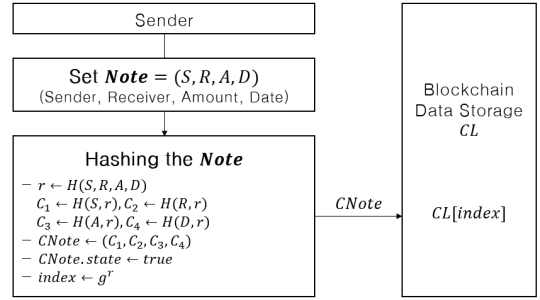 Sender
Set Note = (S, R, A, D)
(Sender, Receiver, Amount, Date)
Hashing the Note
− r ← H(S, R, A, D)
C₁ ← H(S, r), C₂ ← H(R, r)
C₃ ← H(A, r), C₄ ← H(D, r)
− CNote ← (C₁, C₂, C₃, C₄)
− CNote.state ← true
− index ← gʳ
CNote
Blockchain
Data Storage
CL
CL[index]